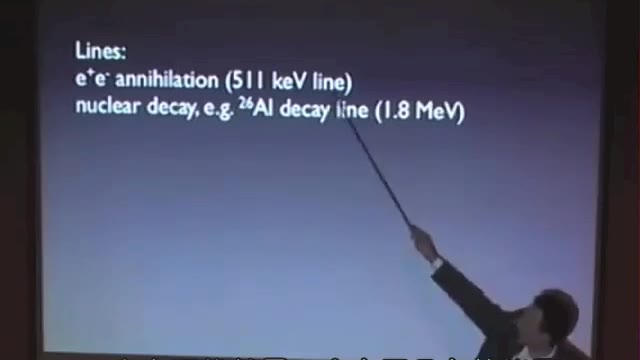 Lines:
e⁺e⁻ annihilation (511 keV line)
nuclear decay, e.g. ²⁶Al decay line (1.8 MeV)